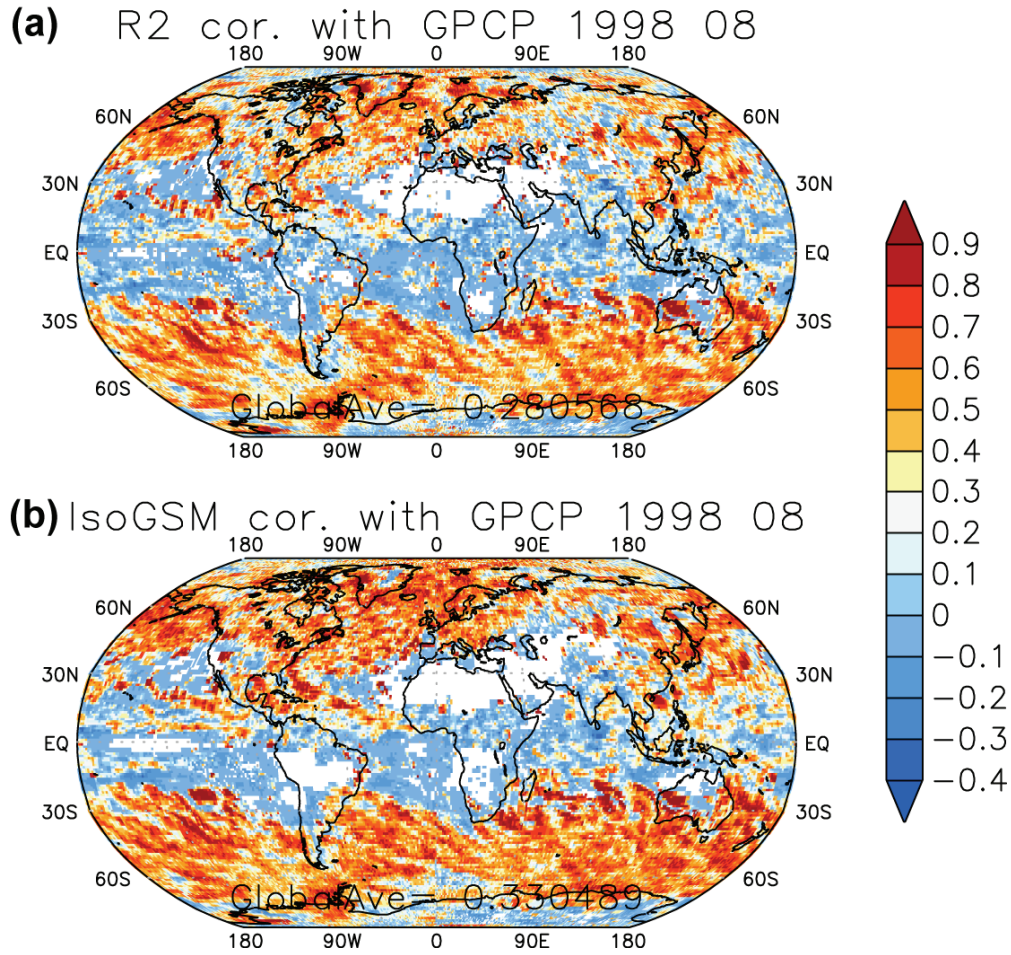 (a) R2 cor. with GPCP 1998 08
180 90W 0 90E 180
60N 60N
30N 30N
EQ EQ
30S 30S
60S 60S
GlobalAve= 0.280568
180 90W 0 90E 180
(b) IsoGSM cor. with GPCP 1998 08
180 90W 0 90E 180
60N 60N
30N 30N
EQ EQ
30S 30S
60S 60S
GlobalAve= 0.330489
180 90W 0 90E 180
0.9
0.8
0.7
0.6
0.5
0.4
0.3
0.2
0.1
0
−0.1
−0.2
−0.3
−0.4